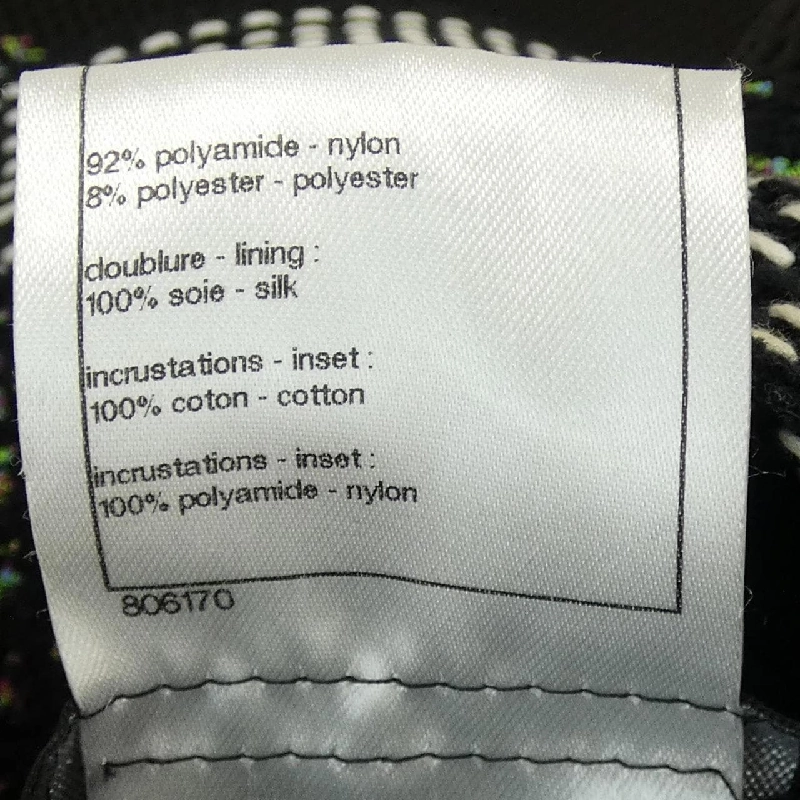 92% polyamide - nylon
8% polyester - polyester
doublure - lining :
100% soie - silk
incrustations - inset :
100% coton - cotton
incrustations - inset :
100% polyamide - nylon
806170